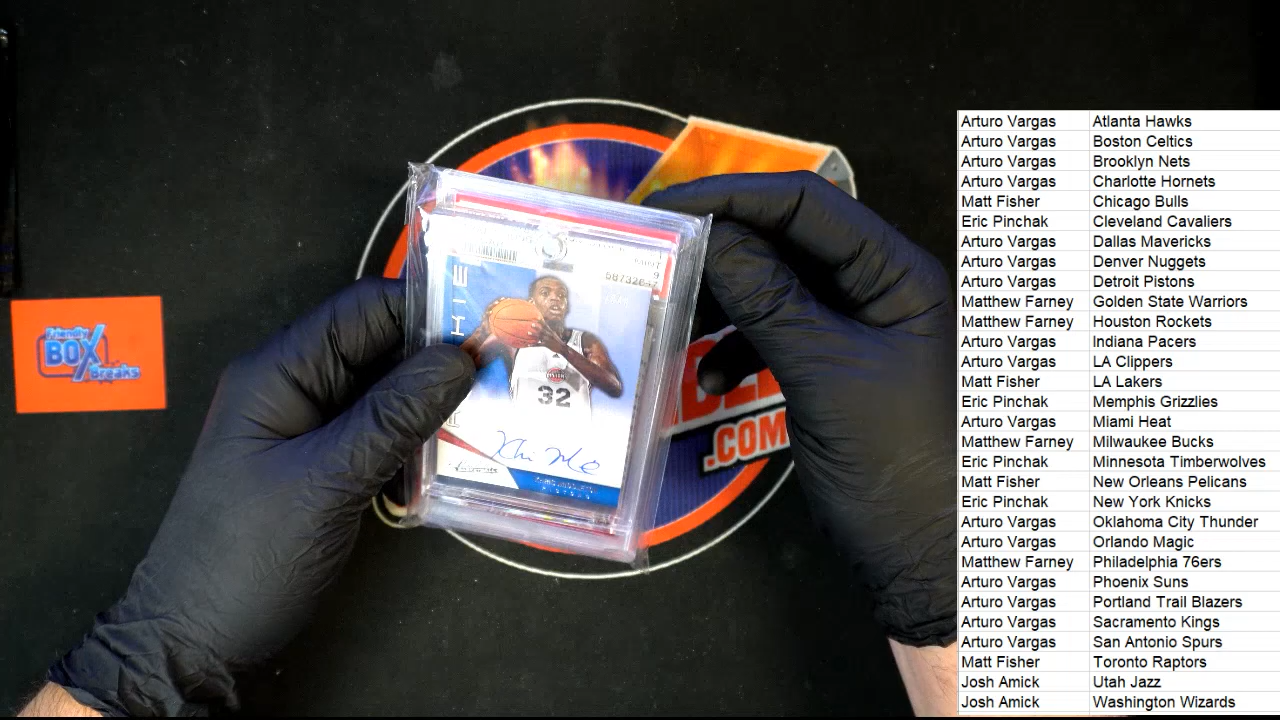 Friendly
BOX
Breaks
MINT
9
32
PISTONS
.COM
Arturo Vargas Atlanta Hawks
Arturo Vargas Boston Celtics
Arturo Vargas Brooklyn Nets
Arturo Vargas Charlotte Hornets
Matt Fisher Chicago Bulls
Eric Pinchak Cleveland Cavaliers
Arturo Vargas Dallas Mavericks
Arturo Vargas Denver Nuggets
Arturo Vargas Detroit Pistons
Matthew Farney Golden State Warriors
Matthew Farney Houston Rockets
Arturo Vargas Indiana Pacers
Arturo Vargas LA Clippers
Matt Fisher LA Lakers
Eric Pinchak Memphis Grizzlies
Arturo Vargas Miami Heat
Matthew Farney Milwaukee Bucks
Eric Pinchak Minnesota Timberwolves
Matt Fisher New Orleans Pelicans
Eric Pinchak New York Knicks
Arturo Vargas Oklahoma City Thunder
Arturo Vargas Orlando Magic
Matthew Farney Philadelphia 76ers
Arturo Vargas Phoenix Suns
Arturo Vargas Portland Trail Blazers
Arturo Vargas Sacramento Kings
Arturo Vargas San Antonio Spurs
Matt Fisher Toronto Raptors
Josh Amick Utah Jazz
Josh Amick Washington Wizards